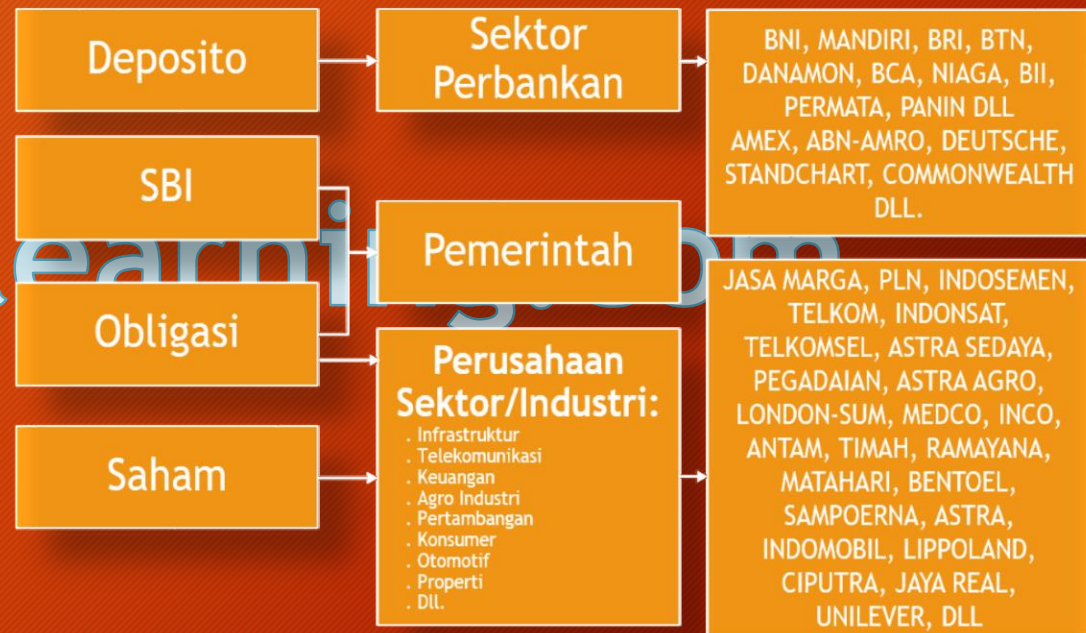 Deposito
Sektor
Perbankan
BNI, MANDIRI, BRI, BTN,
DANAMON, BCA, NIAGA, BII,
PERMATA, PANIN DLL
AMEX, ABN-AMRO, DEUTSCHE,
STANDCHART, COMMONWEALTH
DLL.
SBI
Pemerintah
Obligasi
Perusahaan
Sektor/Industri:
. Infrastruktur
. Telekomunikasi
. Keuangan
. Agro Industri
. Pertambangan
. Konsumer
. Otomotif
. Properti
. Dll.
Saham
JASA MARGA, PLN, INDOSEMEN,
TELKOM, INDONSAT,
TELKOMSEL, ASTRA SEDAYA,
PEGADAIAN, ASTRA AGRO,
LONDON-SUM, MEDCO, INCO,
ANTAM, TIMAH, RAMAYANA,
MATAHARI, BENTOEL,
SAMPOERNA, ASTRA,
INDOMOBIL, LIPPOLAND,
CIPUTRA, JAYA REAL,
UNILEVER, DLL